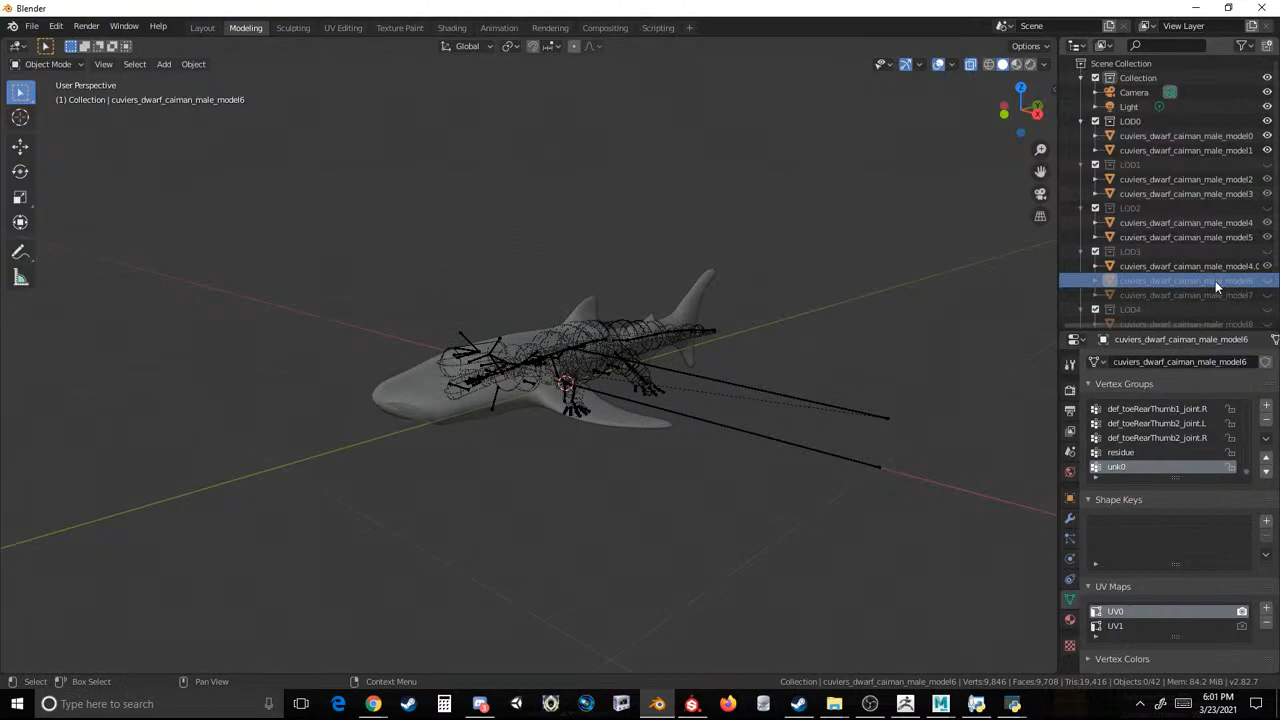 Blender
File Edit Render Window Help
Layout Modeling Sculpting UV Editing Texture Paint Shading Animation Rendering Compositing Scripting +
Scene
View Layer
Global
Options
Object Mode View Select Add Object
User Perspective
(1) Collection | cuviers_dwarf_caiman_male_model6
Z
Y
X
Scene Collection
Collection
Camera
Light
LOD0
cuviers_dwarf_caiman_male_model0
cuviers_dwarf_caiman_male_model1
LOD1
cuviers_dwarf_caiman_male_model2
cuviers_dwarf_caiman_male_model3
LOD2
cuviers_dwarf_caiman_male_model4
cuviers_dwarf_caiman_male_model5
LOD3
cuviers_dwarf_caiman_male_model4.0
cuviers_dwarf_caiman_male_model6
cuviers_dwarf_caiman_male_model7
LOD4
cuviers_dwarf_caiman_male_model8
cuviers_dwarf_caiman_male_model6
cuviers_dwarf_caiman_male_model6
Vertex Groups
def_toeRearThumb1_joint.R
def_toeRearThumb2_joint.L
def_toeRearThumb2_joint.R
residue
unk0
Shape Keys
UV Maps
UV0
UV1
Vertex Colors
Select Box Select Pan View Context Menu
Collection | cuviers_dwarf_caiman_male_model6 | Verts:9,846 | Faces:9,708 | Tris:19,416 | Objects:0/42 | Mem: 84.2 MiB | v2.82.7
Type here to search
6:01 PM
3/23/2021